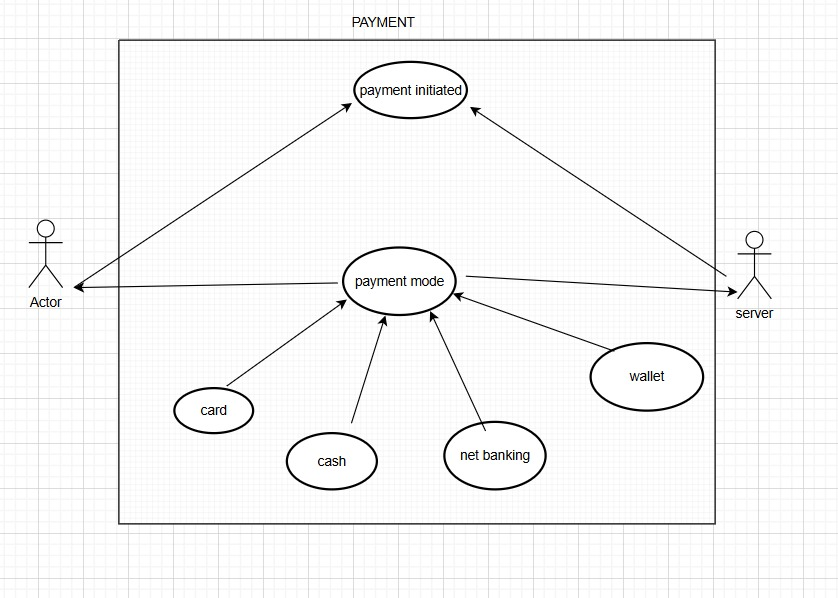 PAYMENT
payment initiated
payment mode
Actor
server
wallet
card
cash
net banking